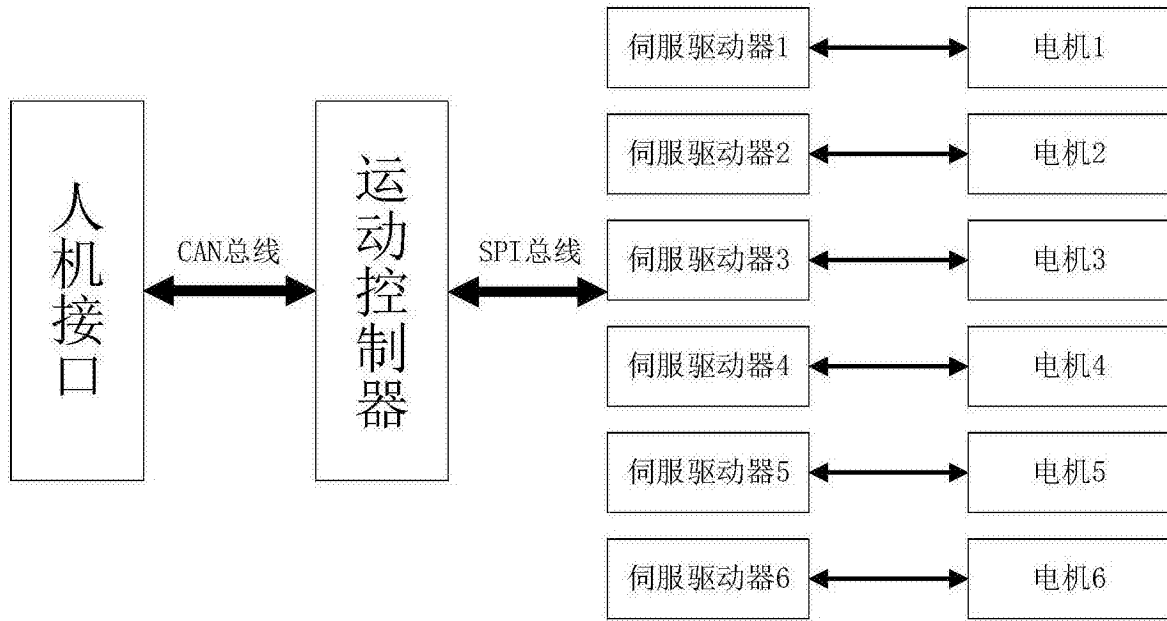 人机接口
CAN总线
运动控制器
SPI总线
伺服驱动器1
电机1
伺服驱动器2
电机2
伺服驱动器3
电机3
伺服驱动器4
电机4
伺服驱动器5
电机5
伺服驱动器6
电机6